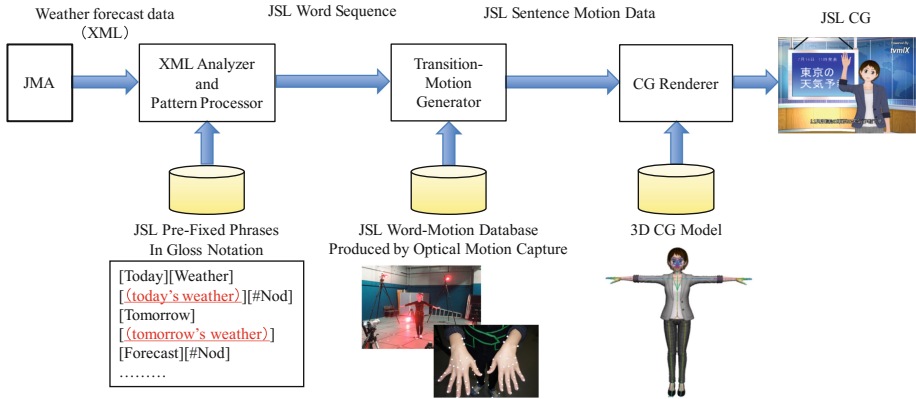 Weather forecast data
（XML）
JSL Word Sequence
JSL Sentence Motion Data
JSL CG
JMA
XML Analyzer
and
Pattern Processor
Transition-
Motion
Generator
CG Renderer
tvmlX
東京の
天気予報
JSL Pre-Fixed Phrases
In Gloss Notation
JSL Word-Motion Database
Produced by Optical Motion Capture
3D CG Model
[Today][Weather]
[(today's weather)][#Nod]
[Tomorrow]
[(tomorrow's weather)]
[Forecast][#Nod]
………